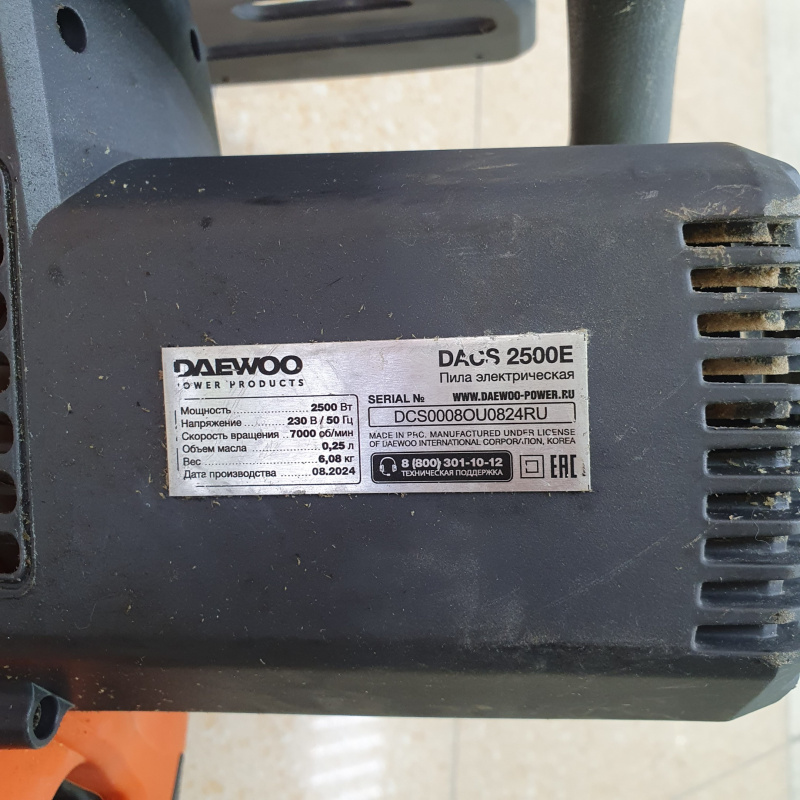 DAEWOO
POWER PRODUCTS
DACS 2500E
Пила электрическая
Мощность 2500 Вт
Напряжение 230 В / 50 Гц
Скорость вращения 7000 об/мин
Объем масла 0,25 л
Вес 6,08 кг
Дата производства 08.2024
SERIAL № WWW.DAEWOO-POWER.RU
DCS0008OU0824RU
MADE IN PRC. MANUFACTURED UNDER LICENSE
OF DAEWOO INTERNATIONAL CORPORATION, KOREA
8 (800) 301-10-12
ТЕХНИЧЕСКАЯ ПОДДЕРЖКА
EAC